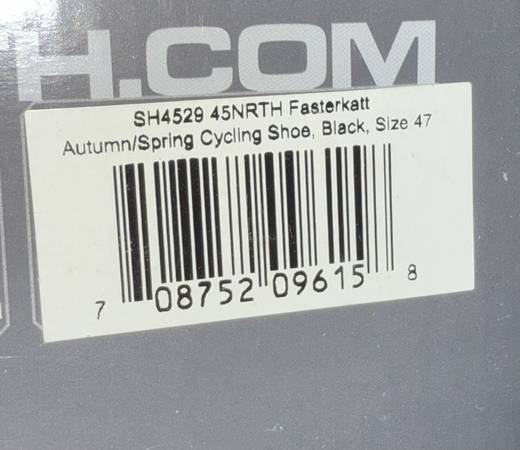 H.COM
SH4529 45NRTH Fasterkatt
Autumn/Spring Cycling Shoe, Black, Size 47
7 08752 09615 8